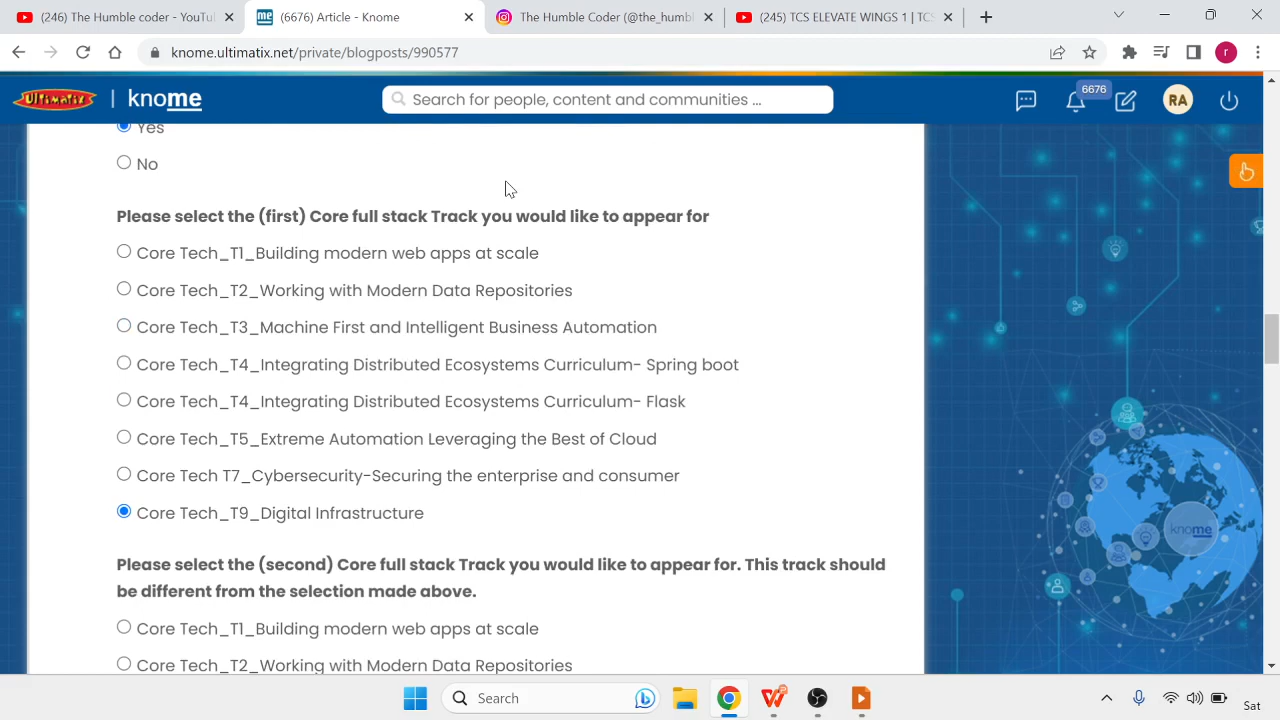 (246) The Humble coder - YouTu
(6676) Article - Knome
The Humble Coder (@the_humb
(245) TCS ELEVATE WINGS 1 | TCS
knome.ultimatix.net/private/blogposts/990577
r
Ultimatix | knome
Search for people, content and communities ...
6676
RA
Yes
No
Please select the (first) Core full stack Track you would like to appear for
Core Tech_T1_Building modern web apps at scale
Core Tech_T2_Working with Modern Data Repositories
Core Tech_T3_Machine First and Intelligent Business Automation
Core Tech_T4_Integrating Distributed Ecosystems Curriculum- Spring boot
Core Tech_T4_Integrating Distributed Ecosystems Curriculum- Flask
Core Tech_T5_Extreme Automation Leveraging the Best of Cloud
Core Tech T7_Cybersecurity-Securing the enterprise and consumer
Core Tech_T9_Digital Infrastructure
Please select the (second) Core full stack Track you would like to appear for. This track should
be different from the selection made above.
Core Tech_T1_Building modern web apps at scale
Core Tech_T2_Working with Modern Data Repositories
knome
Search
Sat